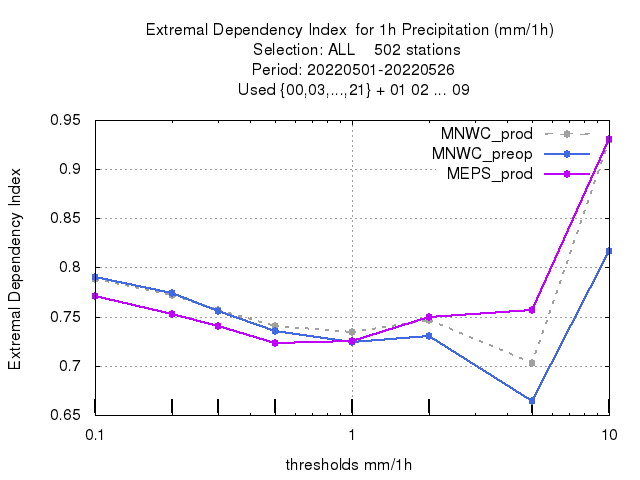 Extremal Dependency Index  for 1h Precipitation (mm/1h)
Selection: ALL    502 stations
Period: 20220501-20220526
Used {00,03,...,21} + 01 02 ... 09
Extremal Dependency Index
0.95
0.9
0.85
0.8
0.75
0.7
0.65
MNWC_prod
MNWC_preop
MEPS_prod
0.1 1 10
thresholds mm/1h